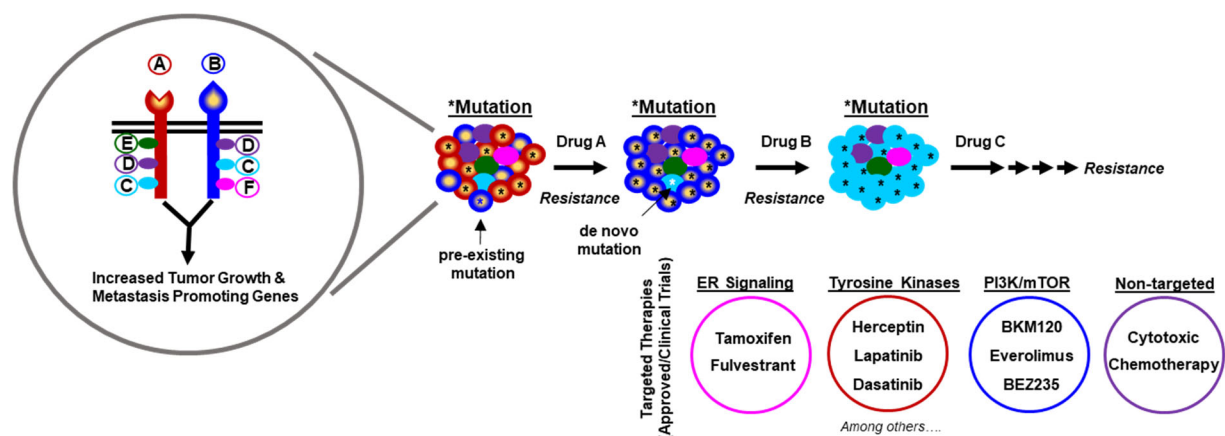 A
B
E
D
C
D
C
F
Increased Tumor Growth &
Metastasis Promoting Genes
*Mutation
*Mutation
*Mutation
Drug A
Resistance
Drug B
Resistance
Drug C
Resistance
pre-existing
mutation
de novo
mutation
Targeted Therapies
(Approved/Clinical Trials)
ER Signaling
Tamoxifen
Fulvestrant
Tyrosine Kinases
Herceptin
Lapatinib
Dasatinib
Among others….
PI3K/mTOR
BKM120
Everolimus
BEZ235
Non-targeted
Cytotoxic
Chemotherapy